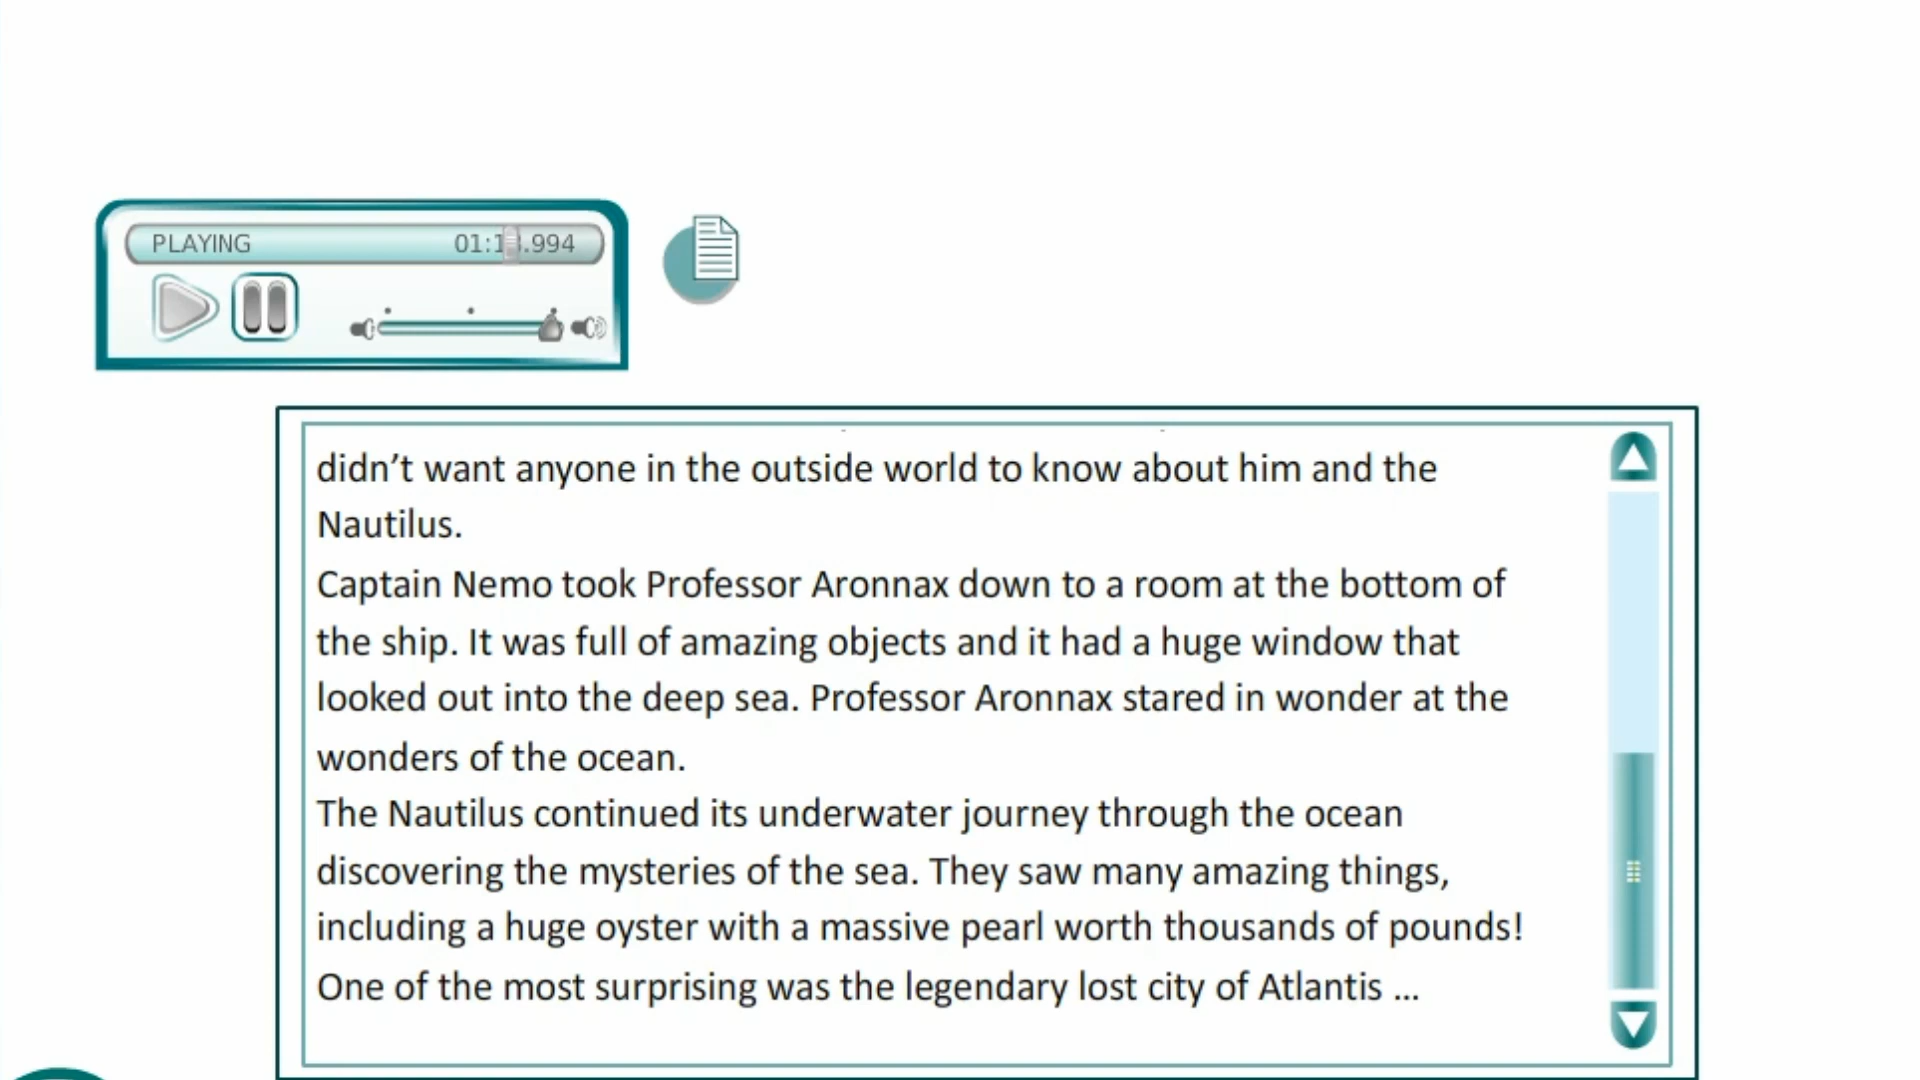 PLAYING
didn’t want anyone in the outside world to know about him and the
Nautilus.
Captain Nemo took Professor Aronnax down to a room at the bottom of
the ship. It was full of amazing objects and it had a huge window that
looked out into the deep sea. Professor Aronnax stared in wonder at the
wonders of the ocean.
The Nautilus continued its underwater journey through the ocean
discovering the mysteries of the sea. They saw many amazing things,
including a huge oyster with a massive pearl worth thousands of pounds!
One of the most surprising was the legendary lost city of Atlantis ...